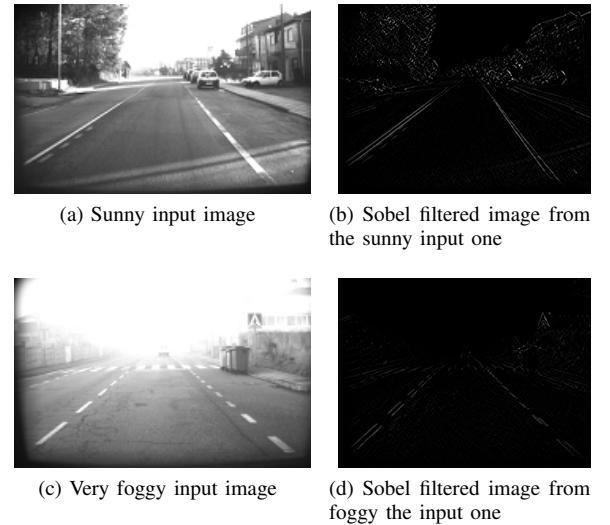 (a) Sunny input image
(b) Sobel filtered image from
the sunny input one
(c) Very foggy input image
(d) Sobel filtered image from
foggy the input one